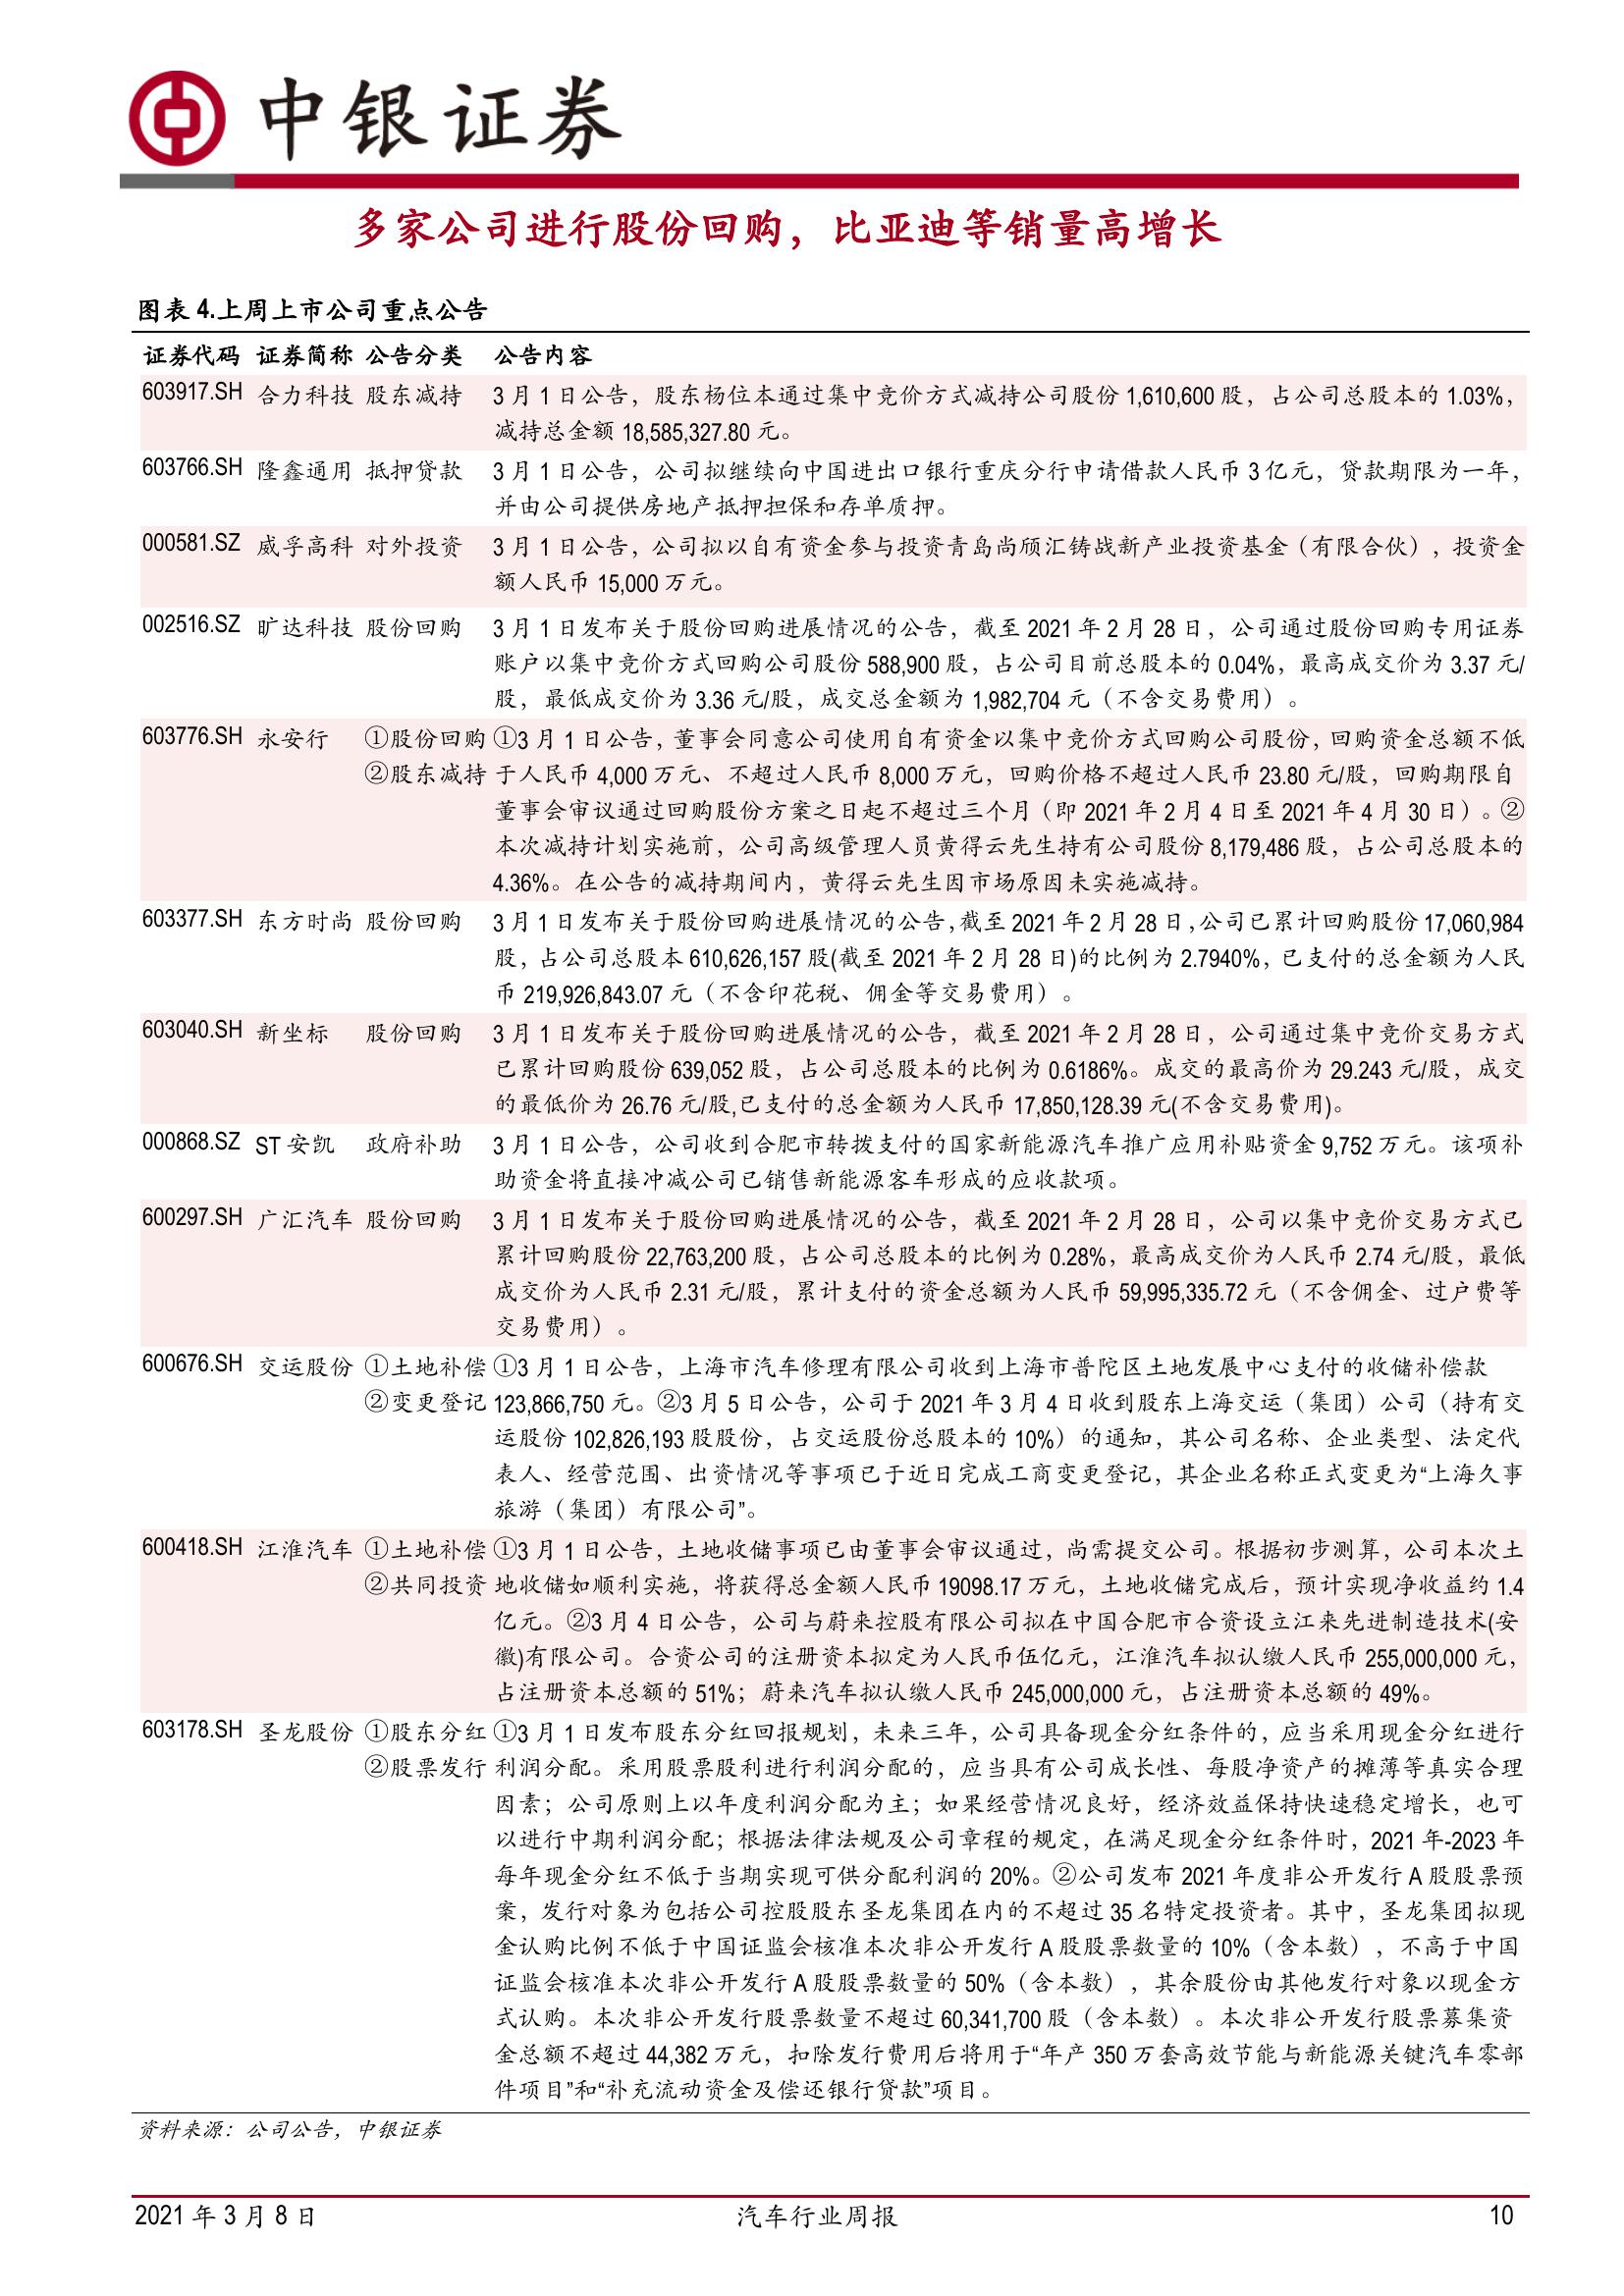 中银证券
多家公司进行股份回购，比亚迪等销量高增长
图表 4.上周上市公司重点公告
证券代码 证券简称 公告分类 公告内容
603917.SH 合力科技 股东减持 3 月 1 日公告，股东杨位本通过集中竞价方式减持公司股份 1,610,600 股，占公司总股本的 1.03%，
减持总金额 18,585,327.80 元。
603766.SH 隆鑫通用 抵押贷款 3 月 1 日公告，公司拟继续向中国进出口银行重庆分行申请借款人民币 3 亿元，贷款期限为一年，
并由公司提供房地产抵押担保和存单质押。
000581.SZ 威孚高科 对外投资 3 月 1 日公告，公司拟以自有资金参与投资青岛尚颀汇铸战新产业投资基金（有限合伙），投资金
额人民币 15,000 万元。
002516.SZ 旷达科技 股份回购 3 月 1 日发布关于股份回购进展情况的公告，截至 2021 年 2 月 28 日，公司通过股份回购专用证券
账户以集中竞价方式回购公司股份 588,900 股，占公司目前总股本的 0.04%，最高成交价为 3.37 元/
股，最低成交价为 3.36 元/股，成交总金额为 1,982,704 元（不含交易费用）。
603776.SH 永安行 ①股份回购 ①3 月 1 日公告，董事会同意公司使用自有资金以集中竞价方式回购公司股份，回购资金总额不低
②股东减持 于人民币 4,000 万元、不超过人民币 8,000 万元，回购价格不超过人民币 23.80 元/股，回购期限自
董事会审议通过回购股份方案之日起不超过三个月（即 2021 年 2 月 4 日至 2021 年 4 月 30 日）。②
本次减持计划实施前，公司高级管理人员黄得云先生持有公司股份 8,179,486 股，占公司总股本的
4.36%。在公告的减持期间内，黄得云先生因市场原因未实施减持。
603377.SH 东方时尚 股份回购 3 月 1 日发布关于股份回购进展情况的公告,截至 2021 年 2 月 28 日,公司已累计回购股份 17,060,984
股，占公司总股本 610,626,157 股(截至 2021 年 2 月 28 日)的比例为 2.7940%，已支付的总金额为人民
币 219,926,843.07 元（不含印花税、佣金等交易费用）。
603040.SH 新坐标 股份回购 3 月 1 日发布关于股份回购进展情况的公告，截至 2021 年 2 月 28 日，公司通过集中竞价交易方式
已累计回购股份 639,052 股，占公司总股本的比例为 0.6186%。成交的最高价为 29.243 元/股，成交
的最低价为 26.76 元/股,已支付的总金额为人民币 17,850,128.39 元(不含交易费用)。
000868.SZ ST 安凯 政府补助 3 月 1 日公告，公司收到合肥市转拨支付的国家新能源汽车推广应用补贴资金 9,752 万元。该项补
助资金将直接冲减公司已销售新能源客车形成的应收款项。
600297.SH 广汇汽车 股份回购 3 月 1 日发布关于股份回购进展情况的公告，截至 2021 年 2 月 28 日，公司以集中竞价交易方式已
累计回购股份 22,763,200 股，占公司总股本的比例为 0.28%，最高成交价为人民币 2.74 元/股，最低
成交价为人民币 2.31 元/股，累计支付的资金总额为人民币 59,995,335.72 元（不含佣金、过户费等
交易费用）。
600676.SH 交运股份 ①土地补偿 ①3 月 1 日公告，上海市汽车修理有限公司收到上海市普陀区土地发展中心支付的收储补偿款
②变更登记 123,866,750 元。②3 月 5 日公告，公司于 2021 年 3 月 4 日收到股东上海交运（集团）公司（持有交
运股份 102,826,193 股股份，占交运股份总股本的 10%）的通知，其公司名称、企业类型、法定代
表人、经营范围、出资情况等事项已于近日完成工商变更登记，其企业名称正式变更为“上海久事
旅游（集团）有限公司”。
600418.SH 江淮汽车 ①土地补偿 ①3 月 1 日公告，土地收储事项已由董事会审议通过，尚需提交公司。根据初步测算，公司本次土
②共同投资 地收储如顺利实施，将获得总金额人民币 19098.17 万元，土地收储完成后，预计实现净收益约 1.4
亿元。②3 月 4 日公告，公司与蔚来控股有限公司拟在中国合肥市合资设立江来先进制造技术(安
徽)有限公司。合资公司的注册资本拟定为人民币伍亿元，江淮汽车拟认缴人民币 255,000,000 元，
占注册资本总额的 51%；蔚来汽车拟认缴人民币 245,000,000 元，占注册资本总额的 49%。
603178.SH 圣龙股份 ①股东分红 ①3 月 1 日发布股东分红回报规划，未来三年，公司具备现金分红条件的，应当采用现金分红进行
②股票发行 利润分配。采用股票股利进行利润分配的，应当具有公司成长性、每股净资产的摊薄等真实合理
因素；公司原则上以年度利润分配为主；如果经营情况良好，经济效益保持快速稳定增长，也可
以进行中期利润分配；根据法律法规及公司章程的规定，在满足现金分红条件时，2021 年-2023 年
每年现金分红不低于当期实现可供分配利润的 20%。②公司发布 2021 年度非公开发行 A 股股票预
案，发行对象为包括公司控股股东圣龙集团在内的不超过 35 名特定投资者。其中，圣龙集团拟现
金认购比例不低于中国证监会核准本次非公开发行 A 股股票数量的 10%（含本数），不高于中国
证监会核准本次非公开发行 A 股股票数量的 50%（含本数），其余股份由其他发行对象以现金方
式认购。本次非公开发行股票数量不超过 60,341,700 股（含本数）。本次非公开发行股票募集资
金总额不超过 44,382 万元，扣除发行费用后将用于“年产 350 万套高效节能与新能源关键汽车零部
件项目”和“补充流动资金及偿还银行贷款”项目。
资料来源：公司公告，中银证券
2021 年 3 月 8 日 汽车行业周报 10